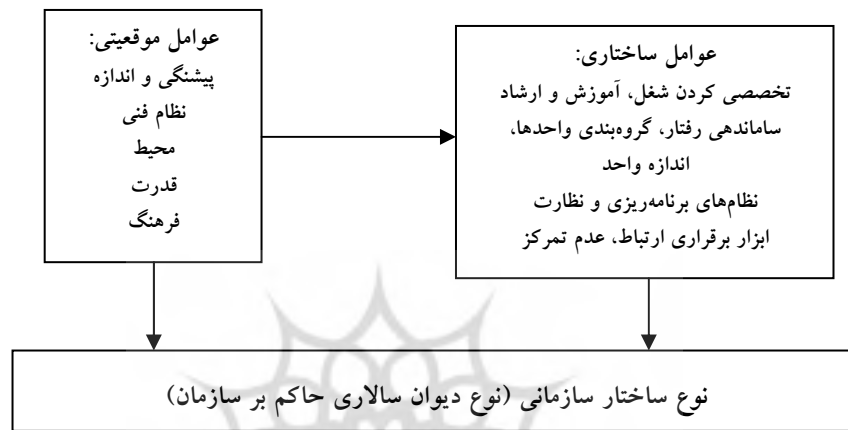 عوامل موقعیتی:
پیشنگی و اندازه
نظام فنی
محیط
قدرت
فرهنگ
عوامل ساختاری:
تخصصی کردن شغل، آموزش و ارشاد
ساماندهی رفتار، گروه‌بندی واحدها،
اندازه واحد
نظام‌های برنامه‌ریزی و نظارت
ابزار برقراری ارتباط، عدم تمرکز
نوع ساختار سازمانی (نوع دیوان سالاری حاکم بر سازمان)